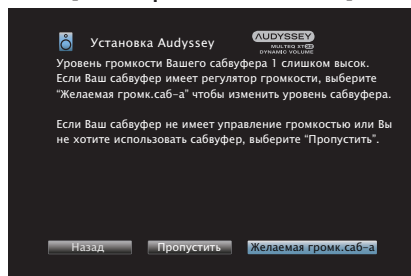 Установка Audyssey
AUDYSSEY
MULTEQ XT32
DYNAMIC VOLUME
Уровень громкости Вашего сабвуфера 1 слишком высок.
Если Ваш сабвуфер имеет регулятор громкости, выберите
“Желаемая громк.саб-а” чтобы изменить уровень сабвуфера.
Если Ваш сабвуфер не имеет управление громкостью или Вы
не хотите использовать сабвуфер, выберите “Пропустить”.
Назад Пропустить Желаемая громк.саб-а